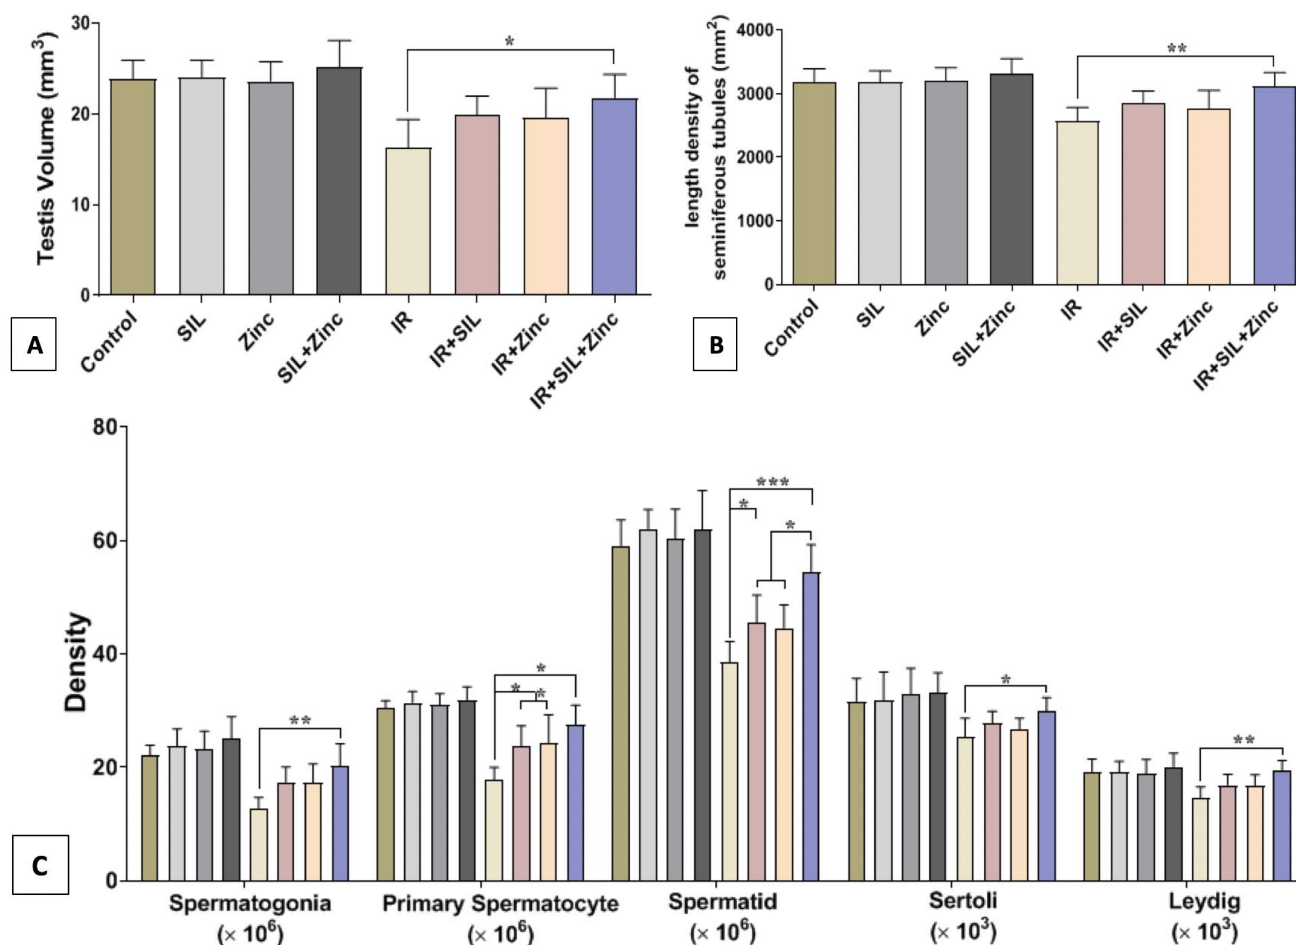 30
20
10
0
Testis Volume (mm³)
*
Control
SIL
Zinc
SIL+Zinc
IR
IR+SIL
IR+Zinc
IR+SIL+Zinc
A
4000
3000
2000
1000
0
length density of
seminiferous tubules (mm²)
**
Control
SIL
Zinc
SIL+Zinc
IR
IR+SIL
IR+Zinc
IR+SIL+Zinc
B
80
60
40
20
0
Density
**
*
*
*
***
*
*
*
**
Spermatogonia
(× 10⁶)
Primary Spermatocyte
(× 10⁶)
Spermatid
(× 10⁶)
Sertoli
(× 10³)
Leydig
(× 10³)
C